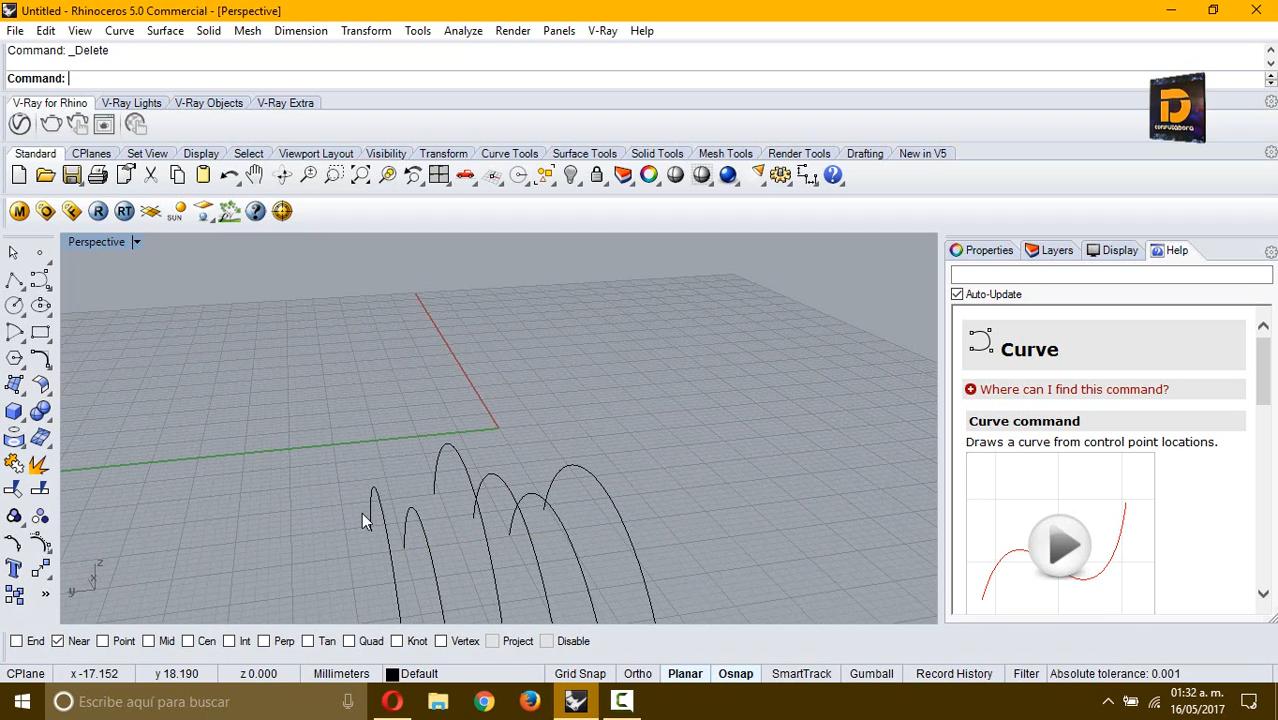 Untitled - Rhinoceros 5.0 Commercial - [Perspective]
File Edit View Curve Surface Solid Mesh Dimension Transform Tools Analyze Render Panels V-Ray Help
Command: _Delete
Command:
V-Ray for Rhino V-Ray Lights V-Ray Objects V-Ray Extra
D
computadora
Standard CPlanes Set View Display Select Viewport Layout Visibility Transform Curve Tools Surface Tools Solid Tools Mesh Tools Render Tools Drafting New in V5
M R RT SUN
Perspective
Properties Layers Display Help
Auto-Update
Curve
Where can I find this command?
Curve command
Draws a curve from control point locations.
z
x
y
End Near Point Mid Cen Int Perp Tan Quad Knot Vertex Project Disable
CPlane x -17.152 y 18.190 z 0.000 Millimeters Default Grid Snap Ortho Planar Osnap SmartTrack Gumball Record History Filter Absolute tolerance: 0.001
Escribe aquí para buscar
01:32 a. m.
16/05/2017